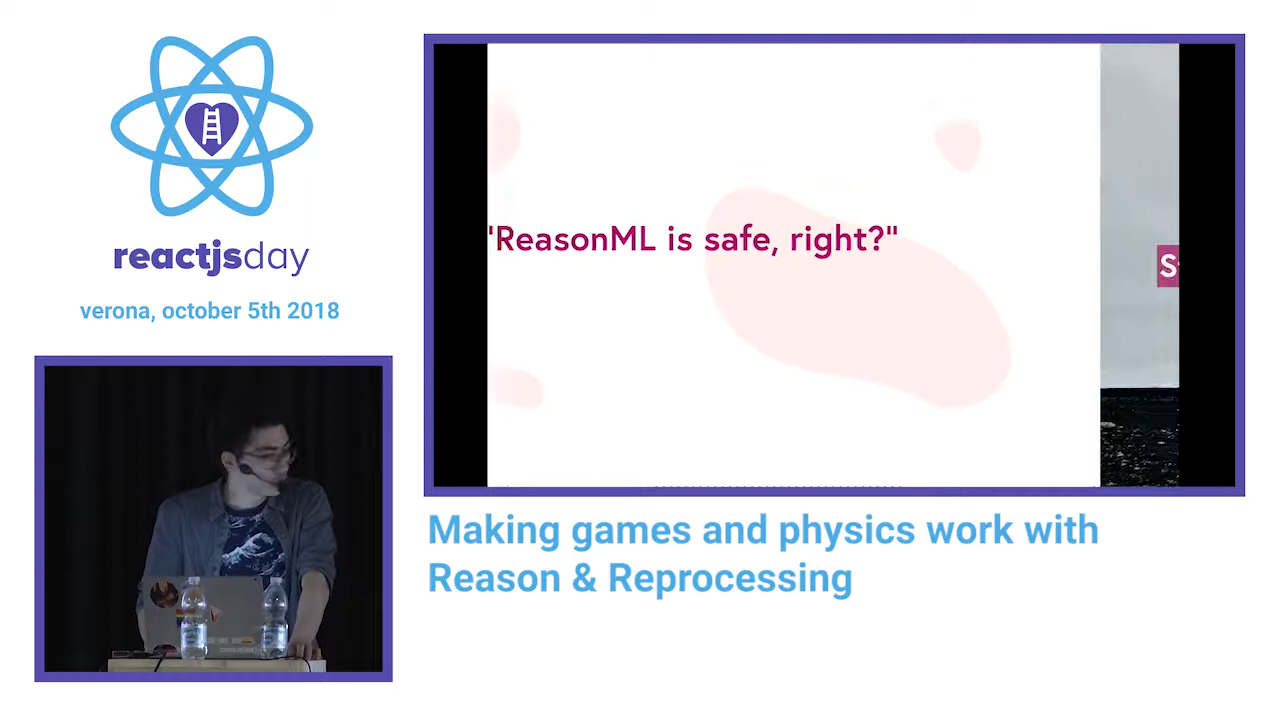 reactjsday
verona, october 5th 2018
"ReasonML is safe, right?"
S
Making games and physics work with
Reason & Reprocessing